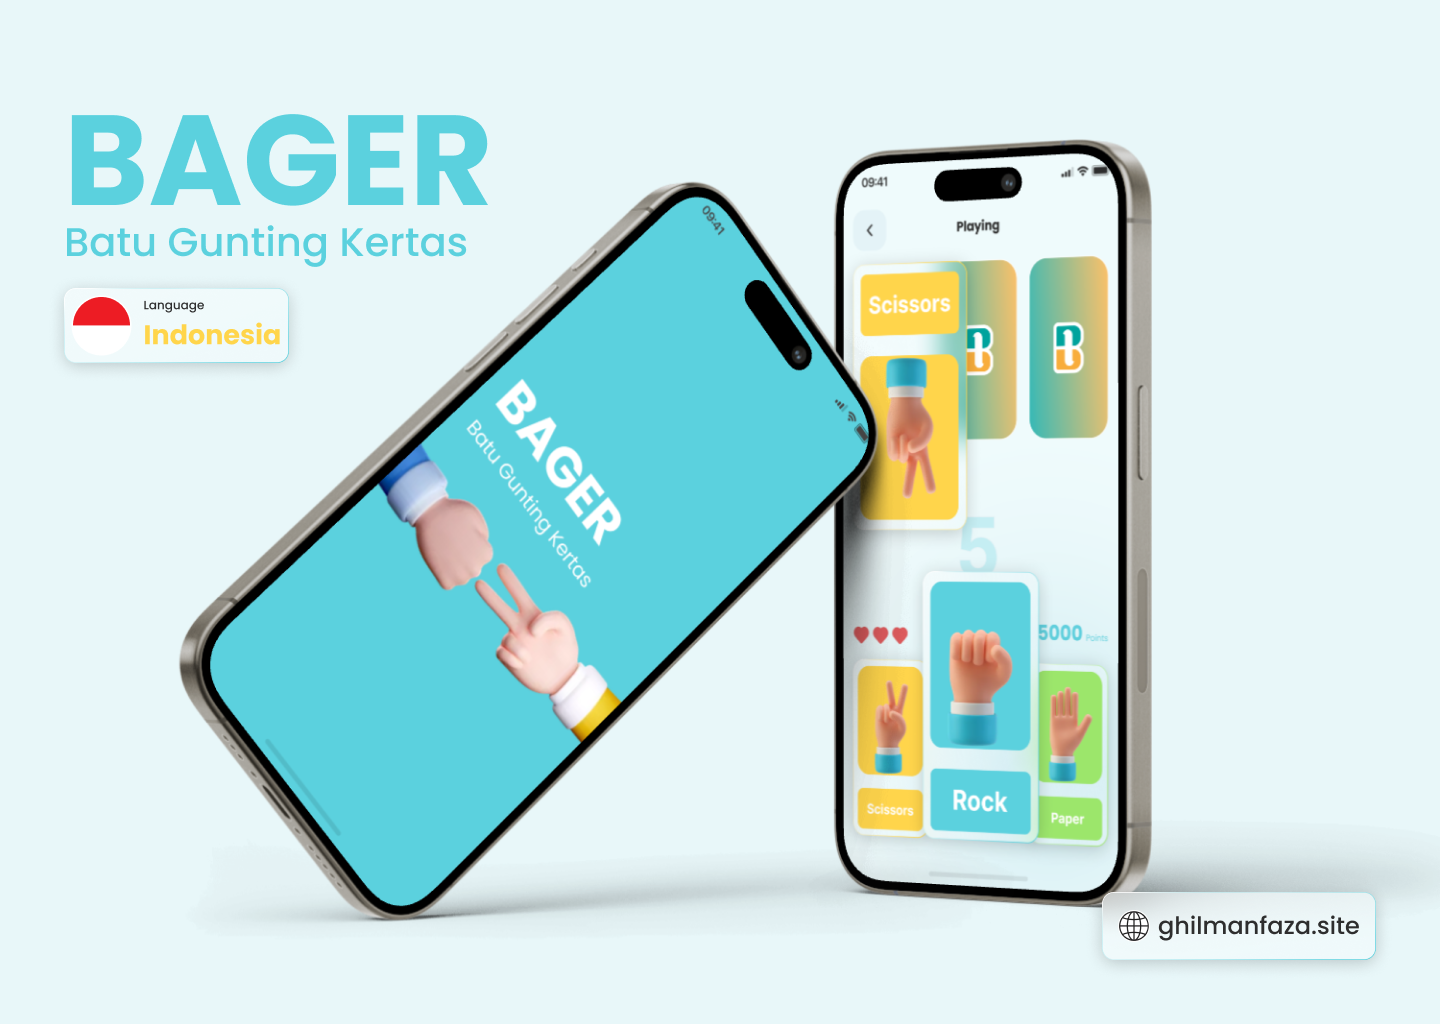 BAGER
Batu Gunting Kertas
Language
Indonesia
09:41
BAGER
Batu Gunting Kertas
09:41
Playing
Scissors
B
B
5
5000 Points
Scissors
Rock
Paper
ghilmanfaza.site